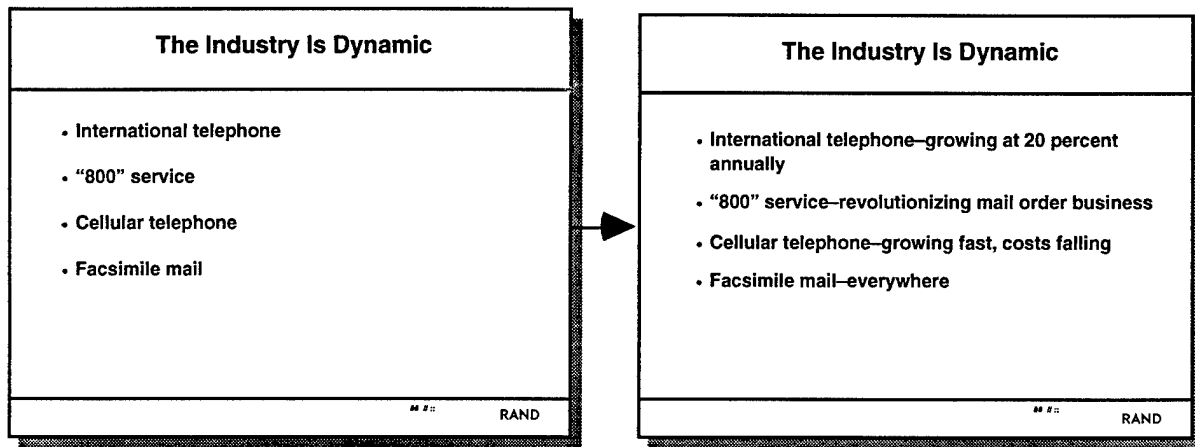 The Industry Is Dynamic
• International telephone
• “800” service
• Cellular telephone
• Facsimile mail
RAND
The Industry Is Dynamic
• International telephone–growing at 20 percent
annually
• “800” service–revolutionizing mail order business
• Cellular telephone–growing fast, costs falling
• Facsimile mail–everywhere
RAND